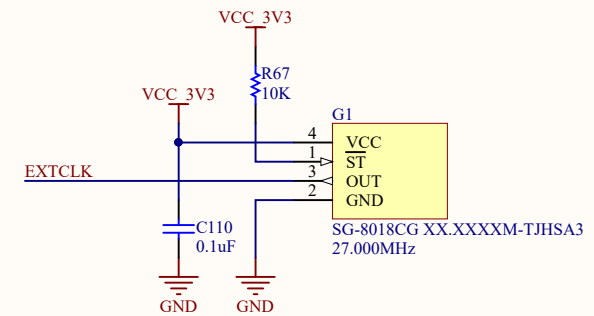 VCC_3V3
R67
10K
VCC_3V3
G1
4
VCC
1
ST
EXTCLK
3
OUT
2
GND
C110
0.1uF
SG-8018CG XX.XXXXM-TJHSA3
27.000MHz
GND
GND